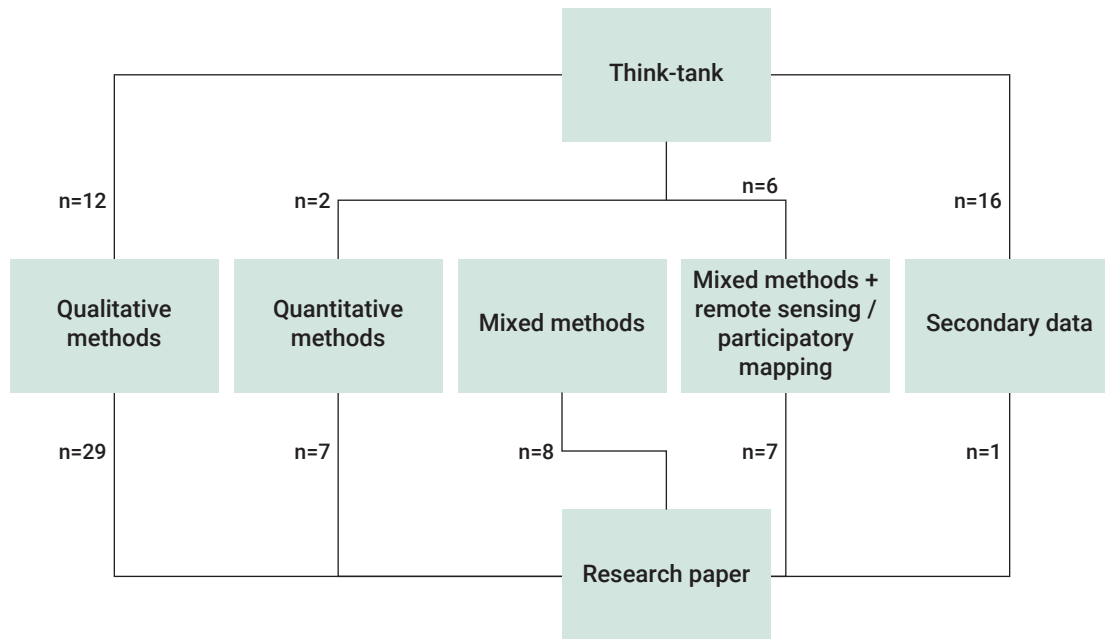 Think-tank
n=12
n=2
n=6
n=16
Qualitative
methods
Quantitative
methods
Mixed methods
Mixed methods +
remote sensing /
participatory
mapping
Secondary data
n=29
n=7
n=8
n=7
n=1
Research paper